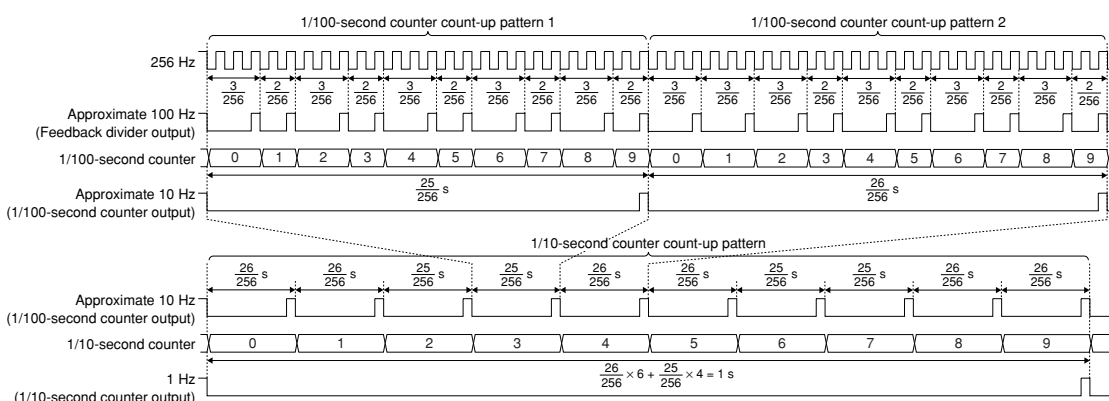 1/100-second counter count-up pattern 1 1/100-second counter count-up pattern 2
256 Hz
3/256 2/256 3/256 2/256 3/256 2/256 3/256 2/256 3/256 2/256 3/256 3/256 3/256 2/256 3/256 2/256 3/256 2/256 3/256 2/256
Approximate 100 Hz
(Feedback divider output)
1/100-second counter 0 1 2 3 4 5 6 7 8 9 0 1 2 3 4 5 6 7 8 9
25/256 s 26/256 s
Approximate 10 Hz
(1/100-second counter output)
1/10-second counter count-up pattern
26/256 s 26/256 s 25/256 s 25/256 s 26/256 s 26/256 s 25/256 s 25/256 s 26/256 s 26/256 s
Approximate 10 Hz
(1/100-second counter output)
1/10-second counter 0 1 2 3 4 5 6 7 8 9
26/256 × 6 + 25/256 × 4 = 1 s
1 Hz
(1/10-second counter output)